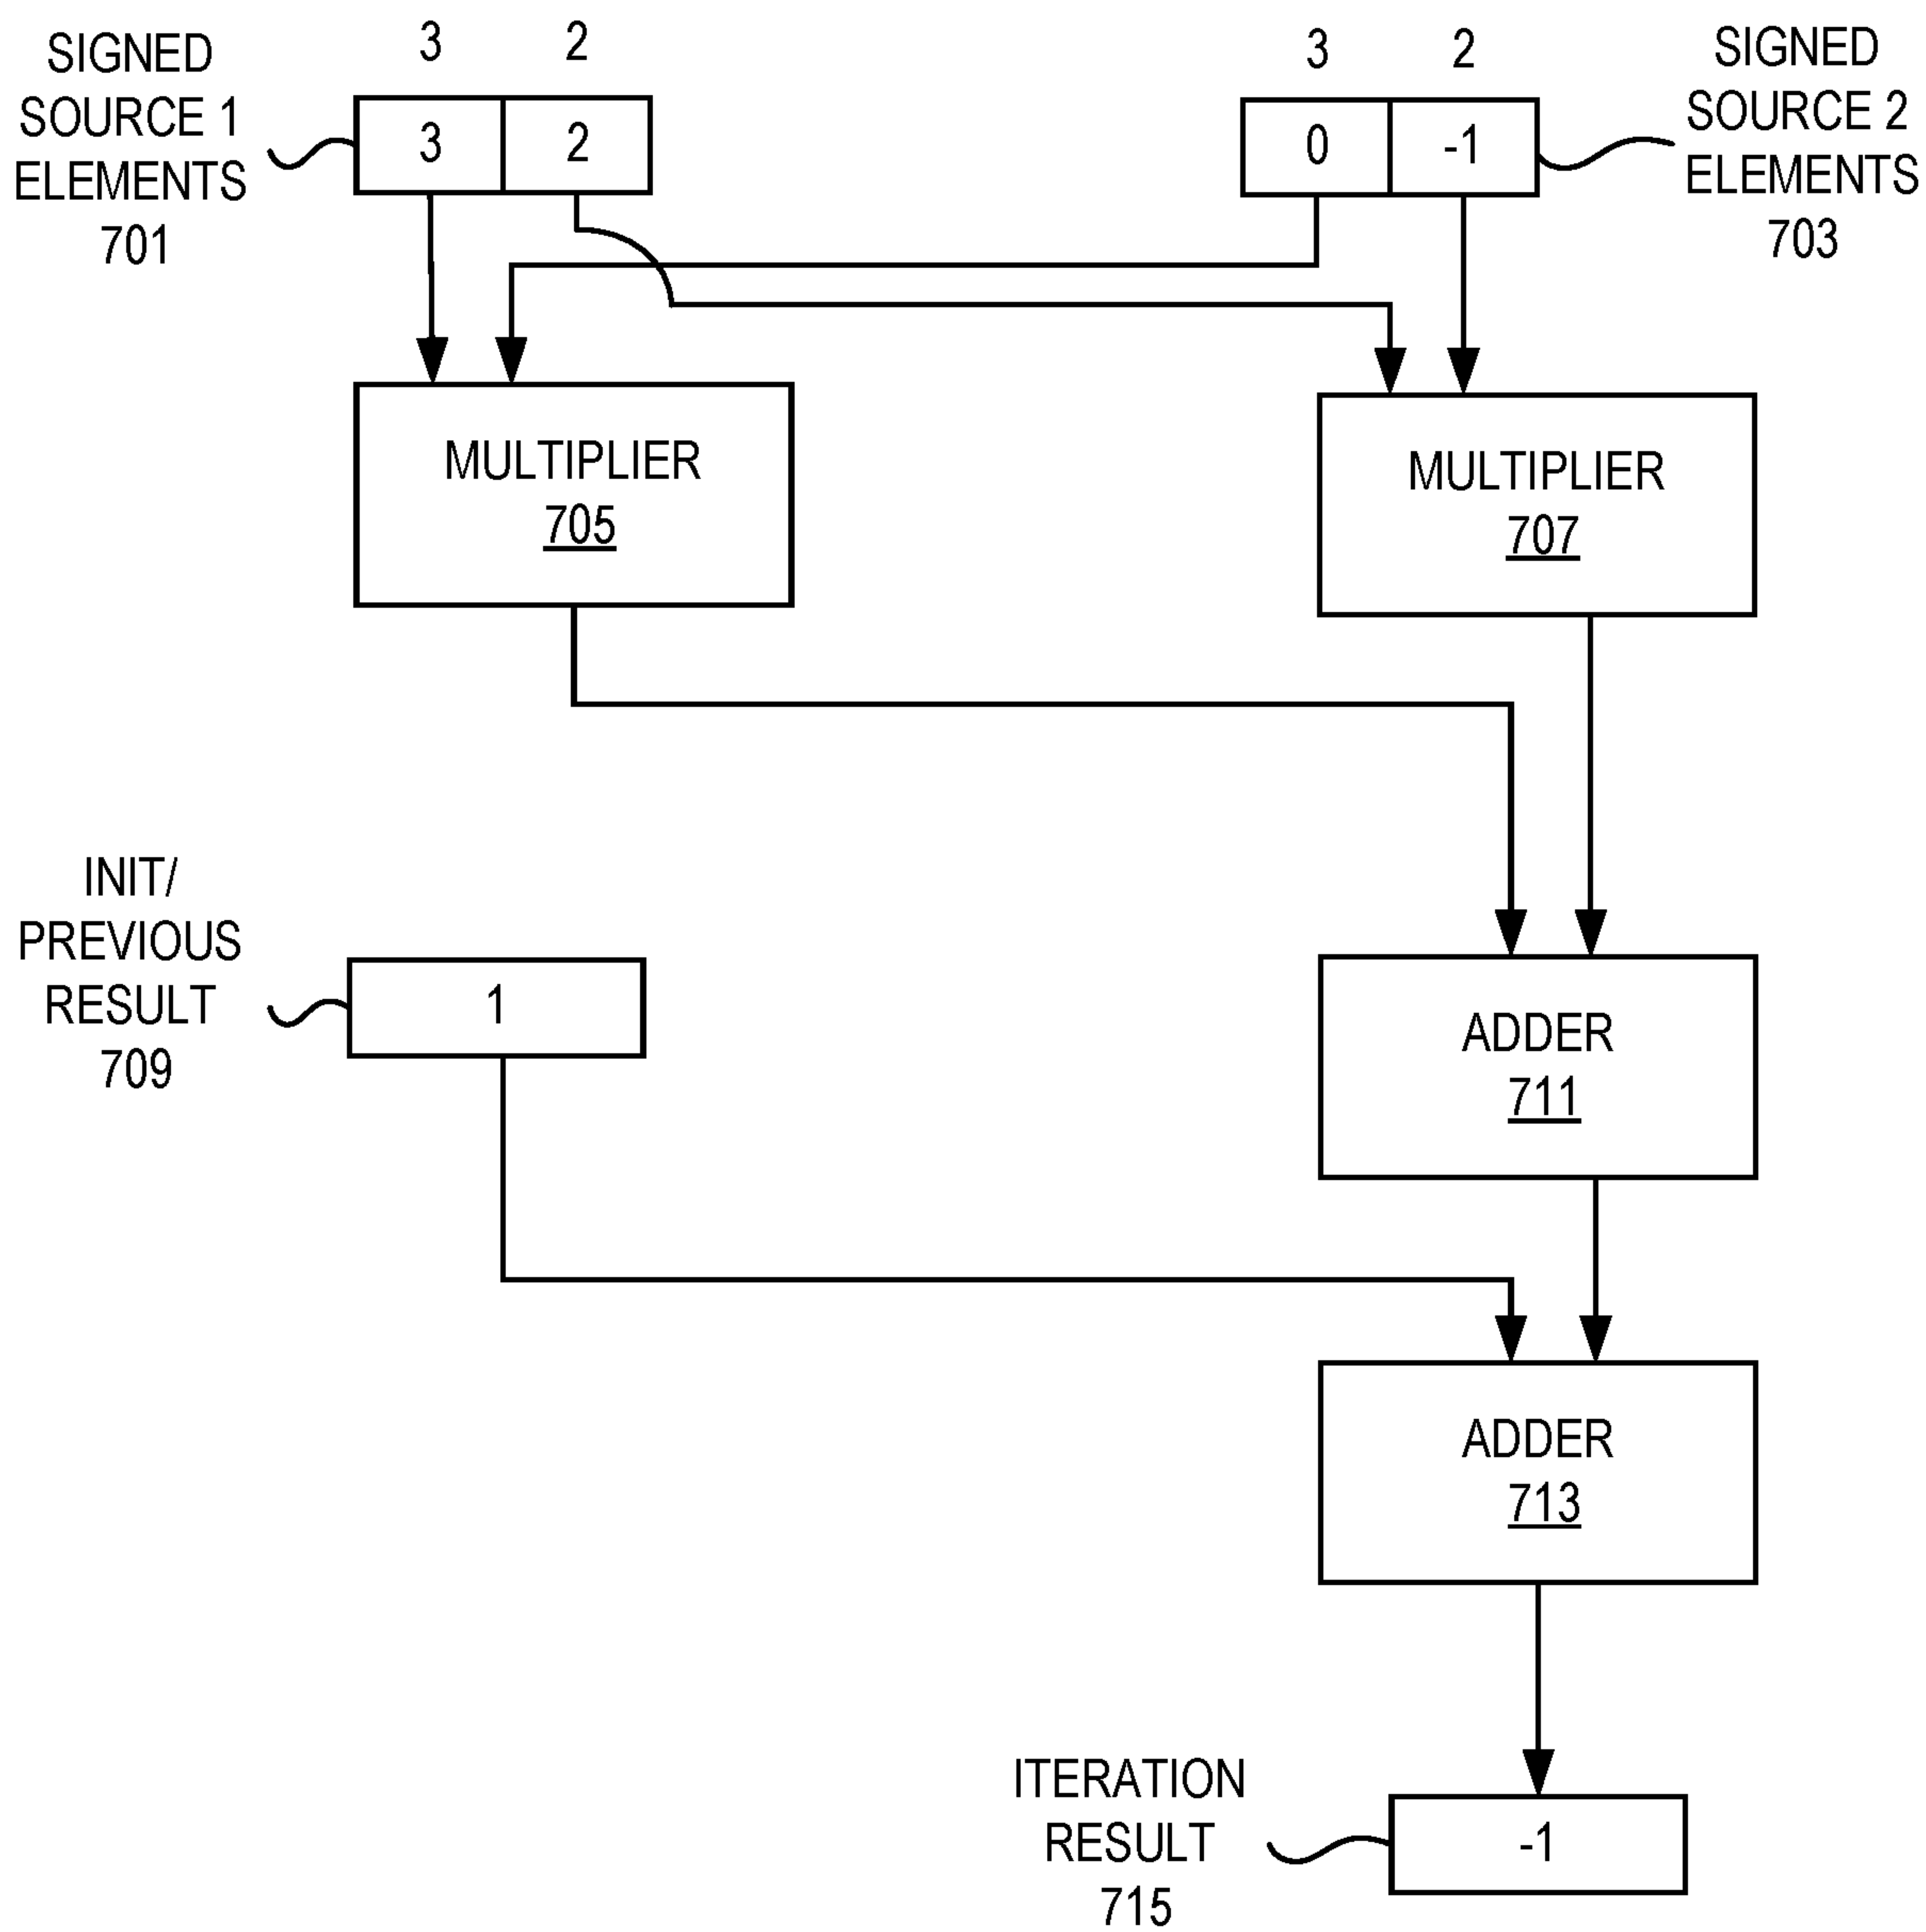 SIGNED
SOURCE 1
ELEMENTS
701
3 2
3 2
3 2
0 -1
SIGNED
SOURCE 2
ELEMENTS
703
MULTIPLIER
705
MULTIPLIER
707
INIT/
PREVIOUS
RESULT
709
1
ADDER
711
ADDER
713
ITERATION
RESULT
715
-1